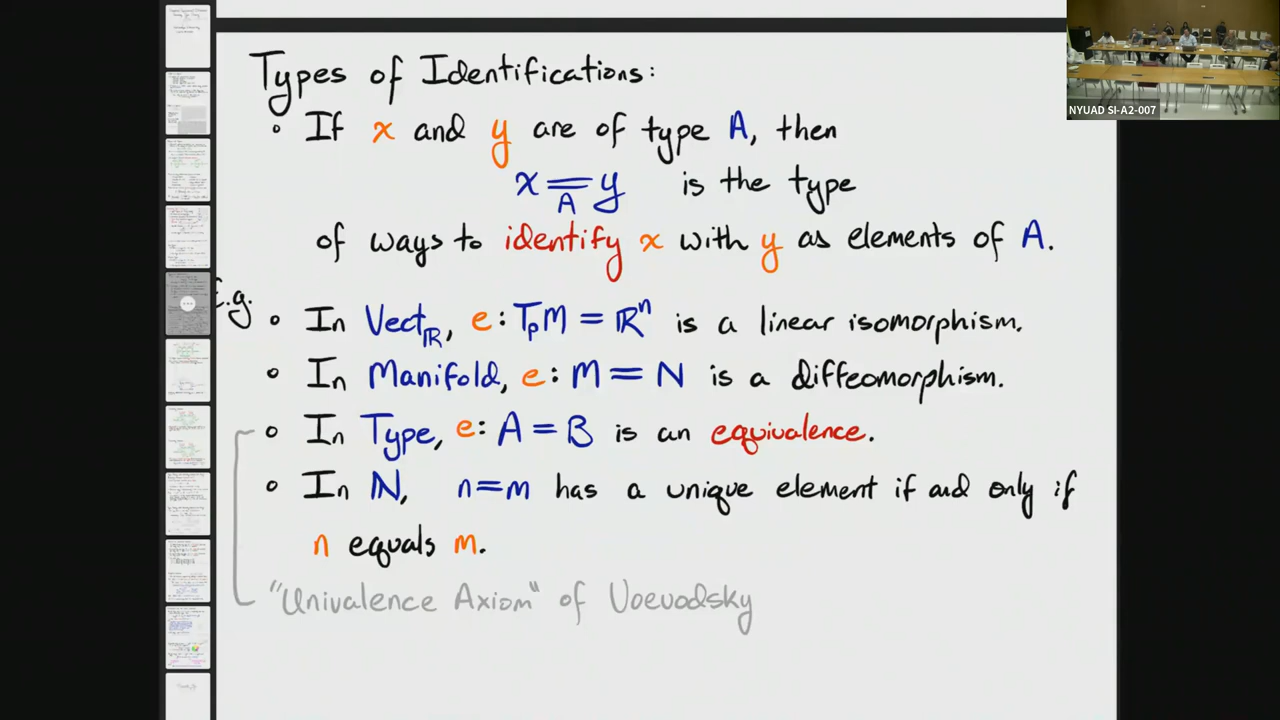 Types of Identifications:
• If x and y are of type A, then
x =_A y is the type
of ways to identify x with y as elements of A.
E.g.
• In Vect_ℝ, e: T_pM = ℝⁿ is a linear isomorphism.
• In Manifold, e: M = N is a diffeomorphism.
• In Type, e: A = B is an equivalence.
• In ℕ, n = m has a unique element if and only if
n equals m.
"Univalence Axiom" of Voevodsky
NYUAD SI-A2-007